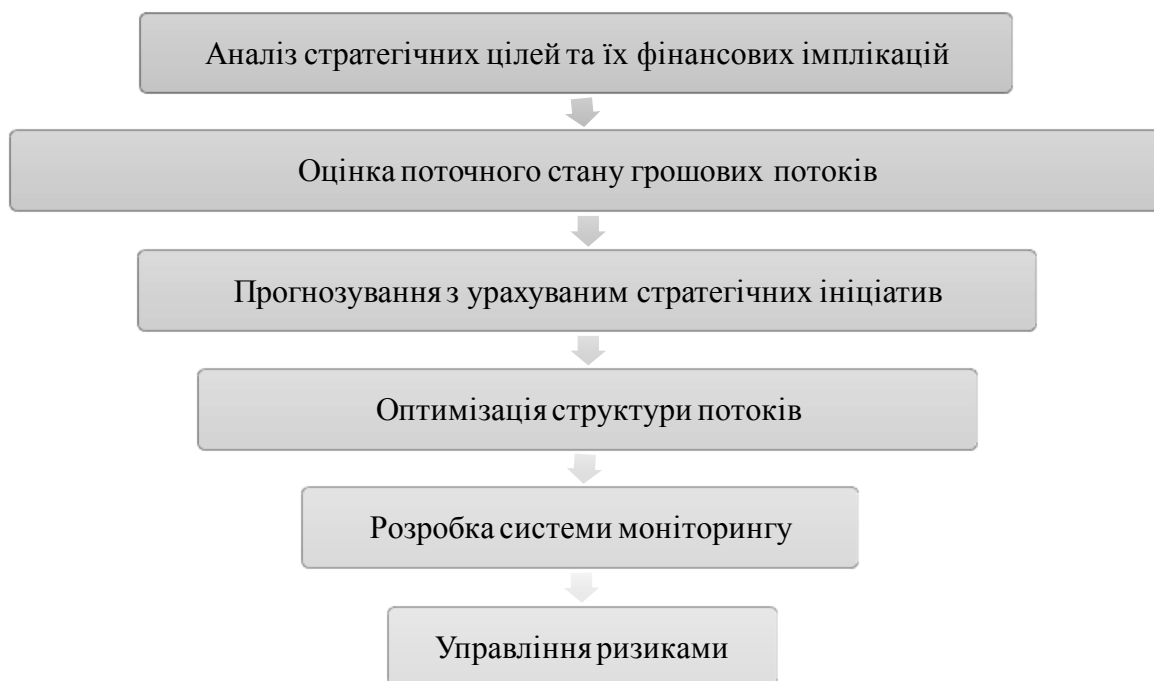 Аналіз стратегічних цілей та їх фінансових імплікацій
Оцінка поточного стану грошових потоків
Прогнозування з урахуваним стратегічних ініціатив
Оптимізація структури потоків
Розробка системи моніторингу
Управління ризиками